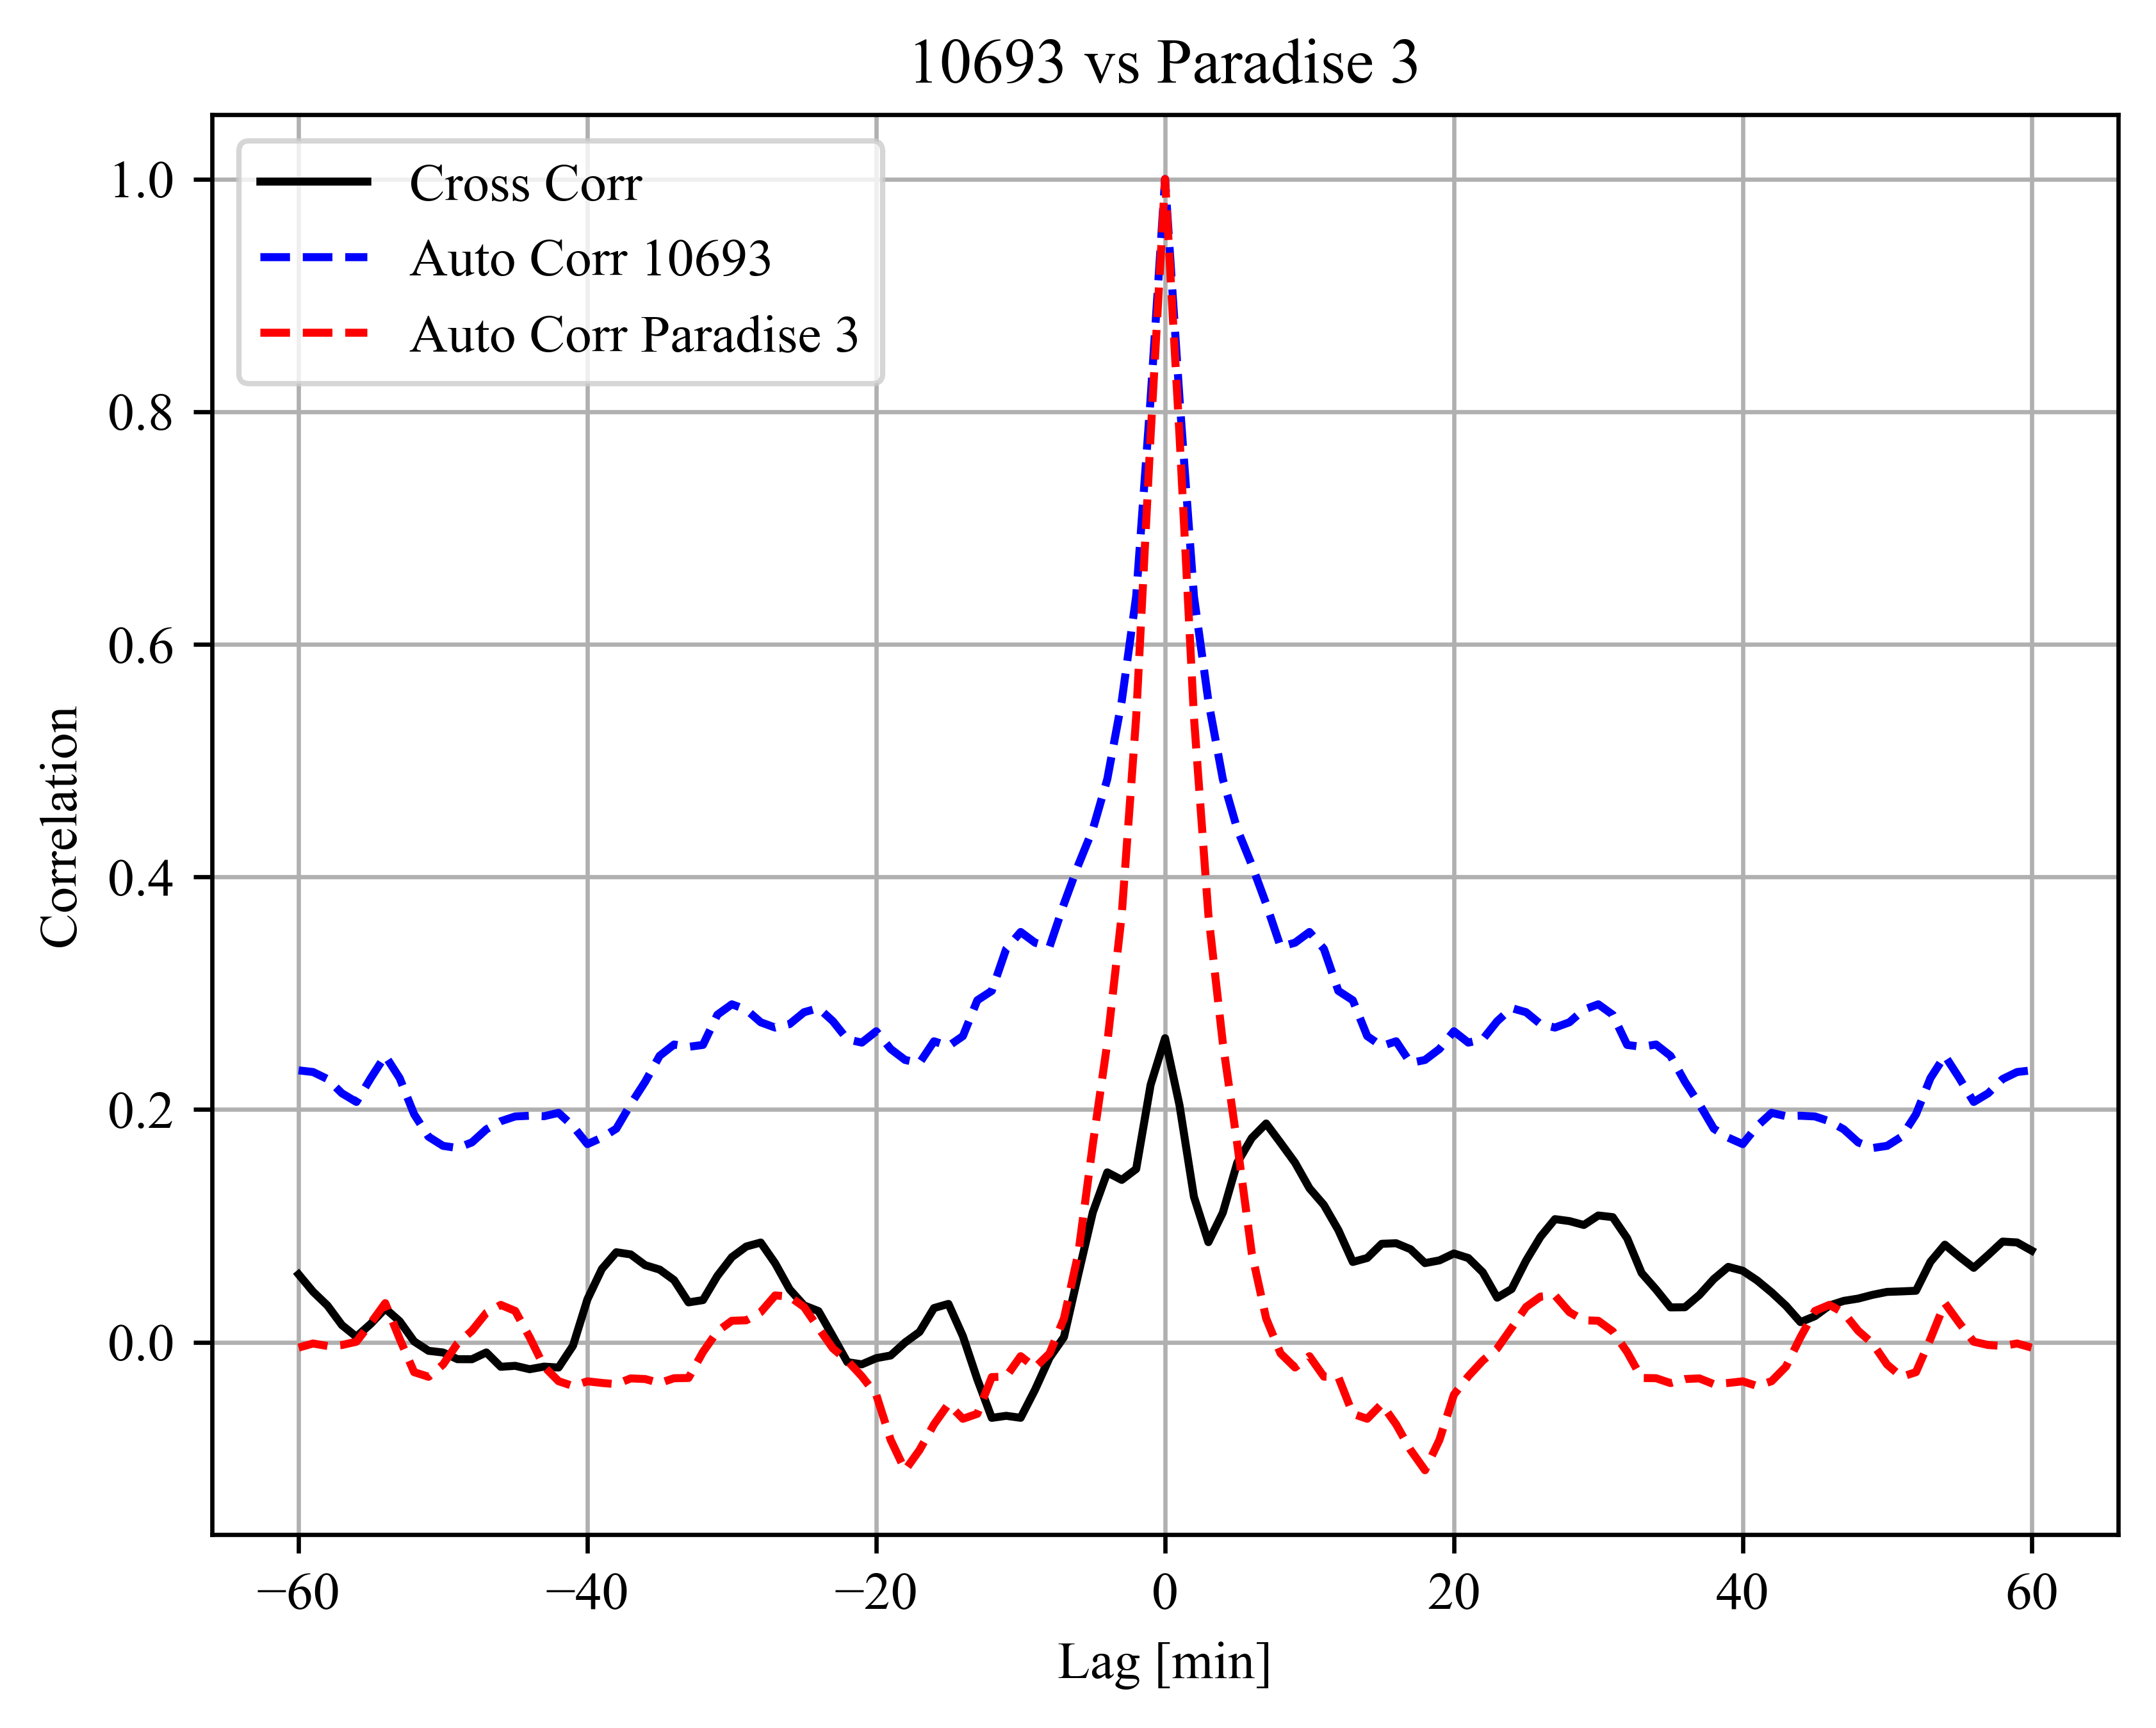 10693 vs Paradise 3
Cross Corr
Auto Corr 10693
Auto Corr Paradise 3
1.0
0.8
0.6
0.4
0.2
0.0
Correlation
−60 −40 −20 0 20 40 60
Lag [min]